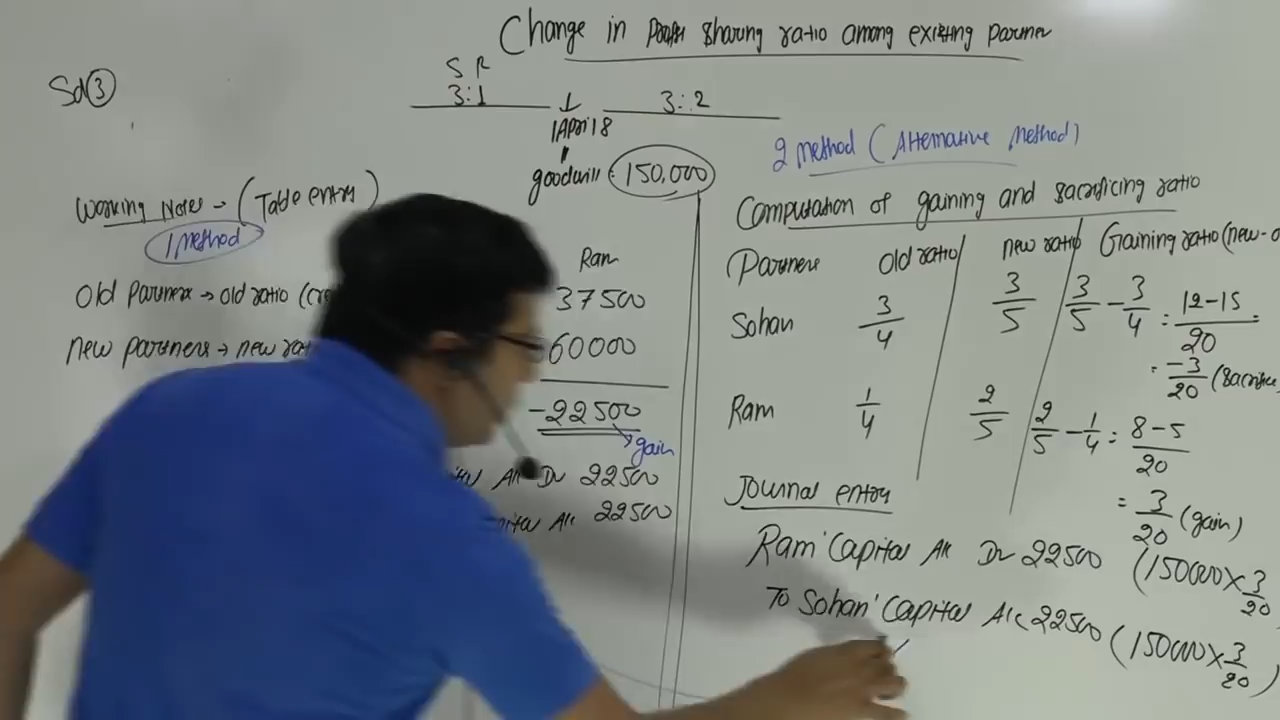 Change in Profit sharing ratio among existing partner
Sol ③
S R
3:1
3:2
1 April 18
goodwill : 150,000
Working Notes → (Table entry)
1 method
Ram
Old Partners → old ratio
37500
new partners → new
60000
-22500
gain
A/c Dr 22500
A/c 22500
2 method (Alternative Method)
Computation of gaining and sacrificing ratio
Partners Old ratio new ratio Gaining ratio (new-
Sohan 3/4 3/5 3/5 - 3/4 = 12-15/20 =
= -3/20 (sacrifice
Ram 1/4 2/5 2/5 - 1/4 = 8-5/20
= 3/20 (gain)
Journal entry
Ram' Capital A/c Dr 22500 (150000 x 3/20
To Sohan' Capital A/c 22500 (150000 x 3/20)